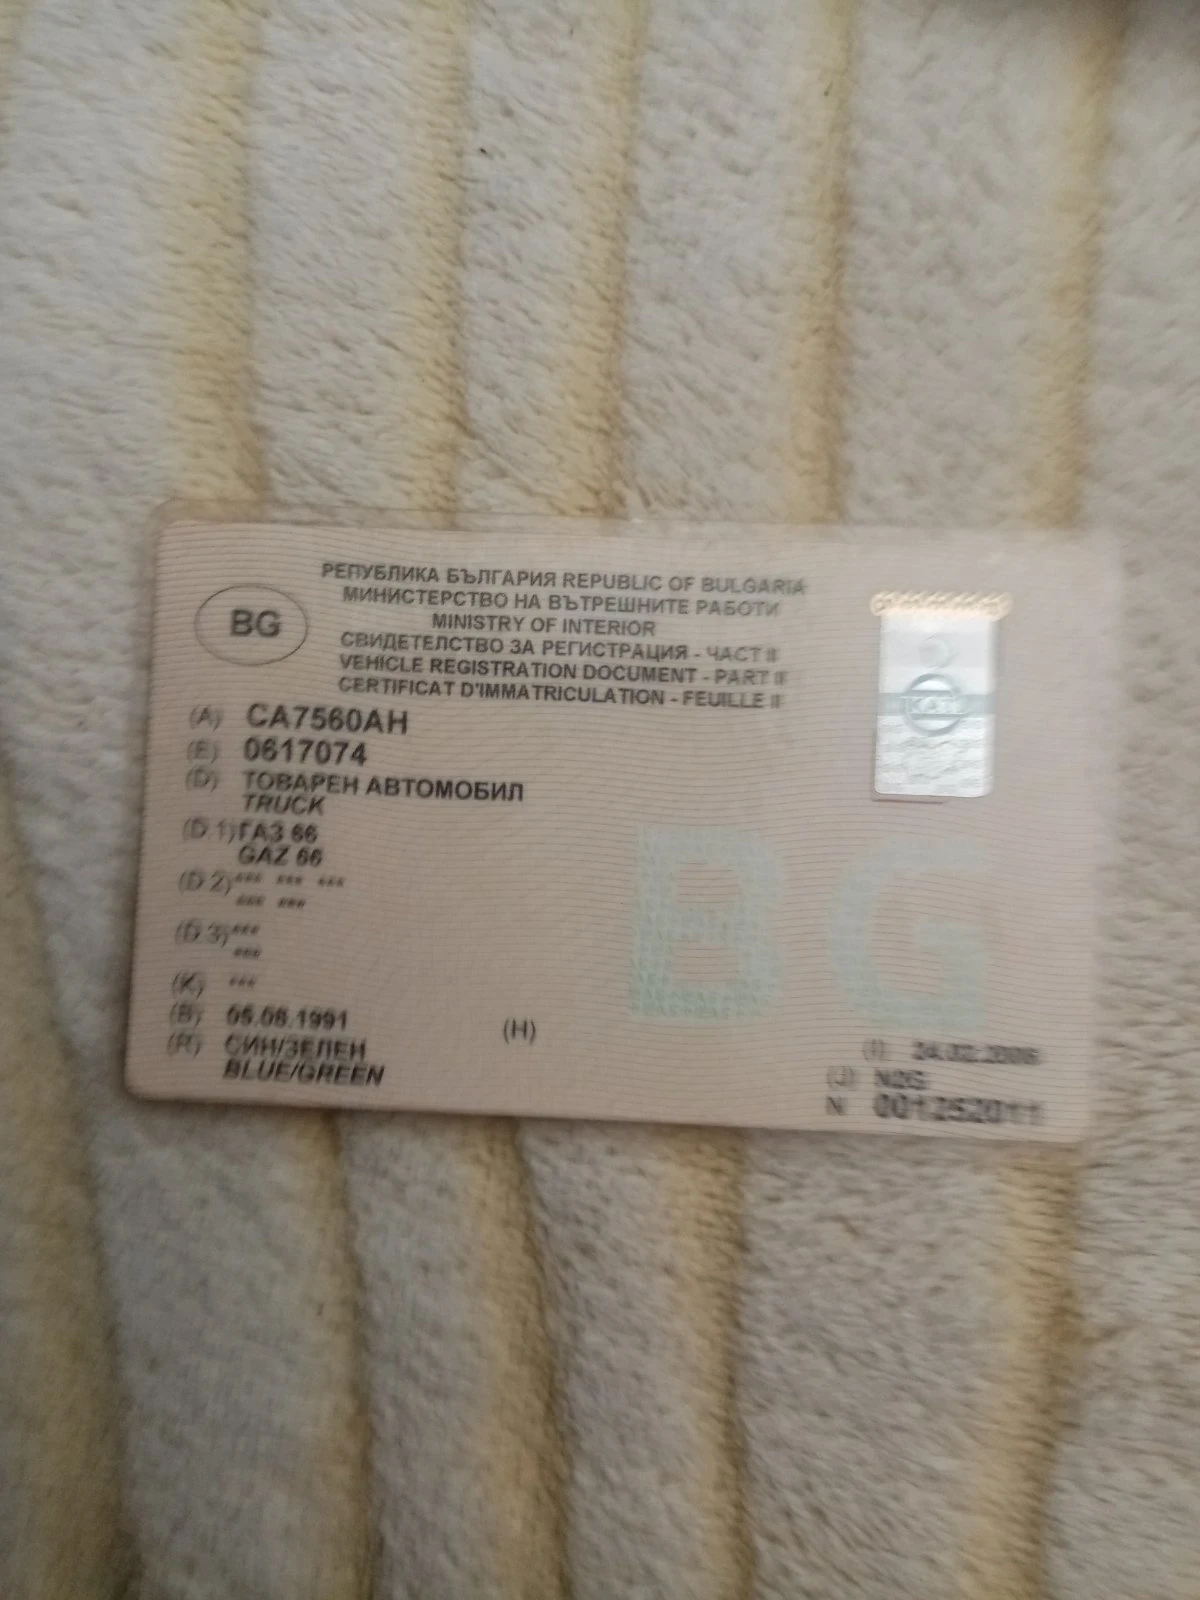 BG
РЕПУБЛИКА БЪЛГАРИЯ REPUBLIC OF BULGARIA
МИНИСТЕРСТВО НА ВЪТРЕШНИТЕ РАБОТИ
MINISTRY OF INTERIOR
СВИДЕТЕЛСТВО ЗА РЕГИСТРАЦИЯ - ЧАСТ II
VEHICLE REGISTRATION DOCUMENT - PART II
CERTIFICAT D'IMMATRICULATION - FEUILLE II
(A) CA7560AH
(E) 0617074
(D) ТОВАРЕН АВТОМОБИЛ
TRUCK
(D.1) ГАЗ 66
GAZ 66
(D.2) *** *** ***
*** ***
(D.3) ***
***
(K) ***
(B) 05.06.1991
(R) СИН/ЗЕЛЕН
BLUE/GREEN
(H)
(I)
(J) N2G
N 001252011
BG